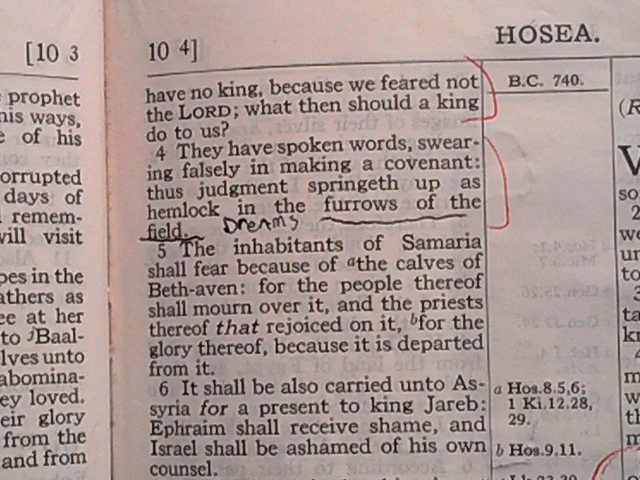 [10 3
prophet
his ways,
of his
orrupted
days of
remem-
will visit
pes in the
athers as
ee at her
to ʲBaal-
lves unto
abomina-
ey loved.
eir glory
from the
and from
10 4]
HOSEA.
have no king, because we feared not
the LORD; what then should a king
do to us?
4 They have spoken words, swear-
ing falsely in making a covenant:
thus judgment springeth up as
hemlock in the furrows of the
field. Dreams
5 The inhabitants of Samaria
shall fear because of ᵃthe calves of
Beth-aven: for the people thereof
shall mourn over it, and the priests
thereof that rejoiced on it, ᵇfor the
glory thereof, because it is departed
from it.
6 It shall be also carried unto As-
syria for a present to king Jareb:
Ephraim shall receive shame, and
Israel shall be ashamed of his own
counsel.
B.C. 740.
a Hos.8.5,6;
1 Ki.12.28,
29.
b Hos.9.11.